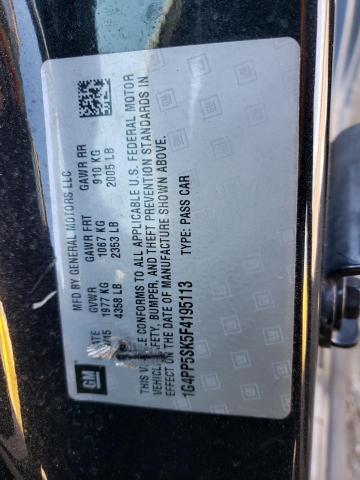 MFD BY GENERAL MOTORS LLC
GVWR GAWR FRT GAWR RR
1977 KG 1067 KG 910 KG
4358 LB 2353 LB 2005 LB
GM
THIS VEHICLE CONFORMS TO ALL APPLICABLE U.S. FEDERAL MOTOR
VEHICLE SAFETY, BUMPER, AND THEFT PREVENTION STANDARDS IN
EFFECT ON THE DATE OF MANUFACTURE SHOWN ABOVE.
1G4PP5SK5F4195113 TYPE: PASS CAR